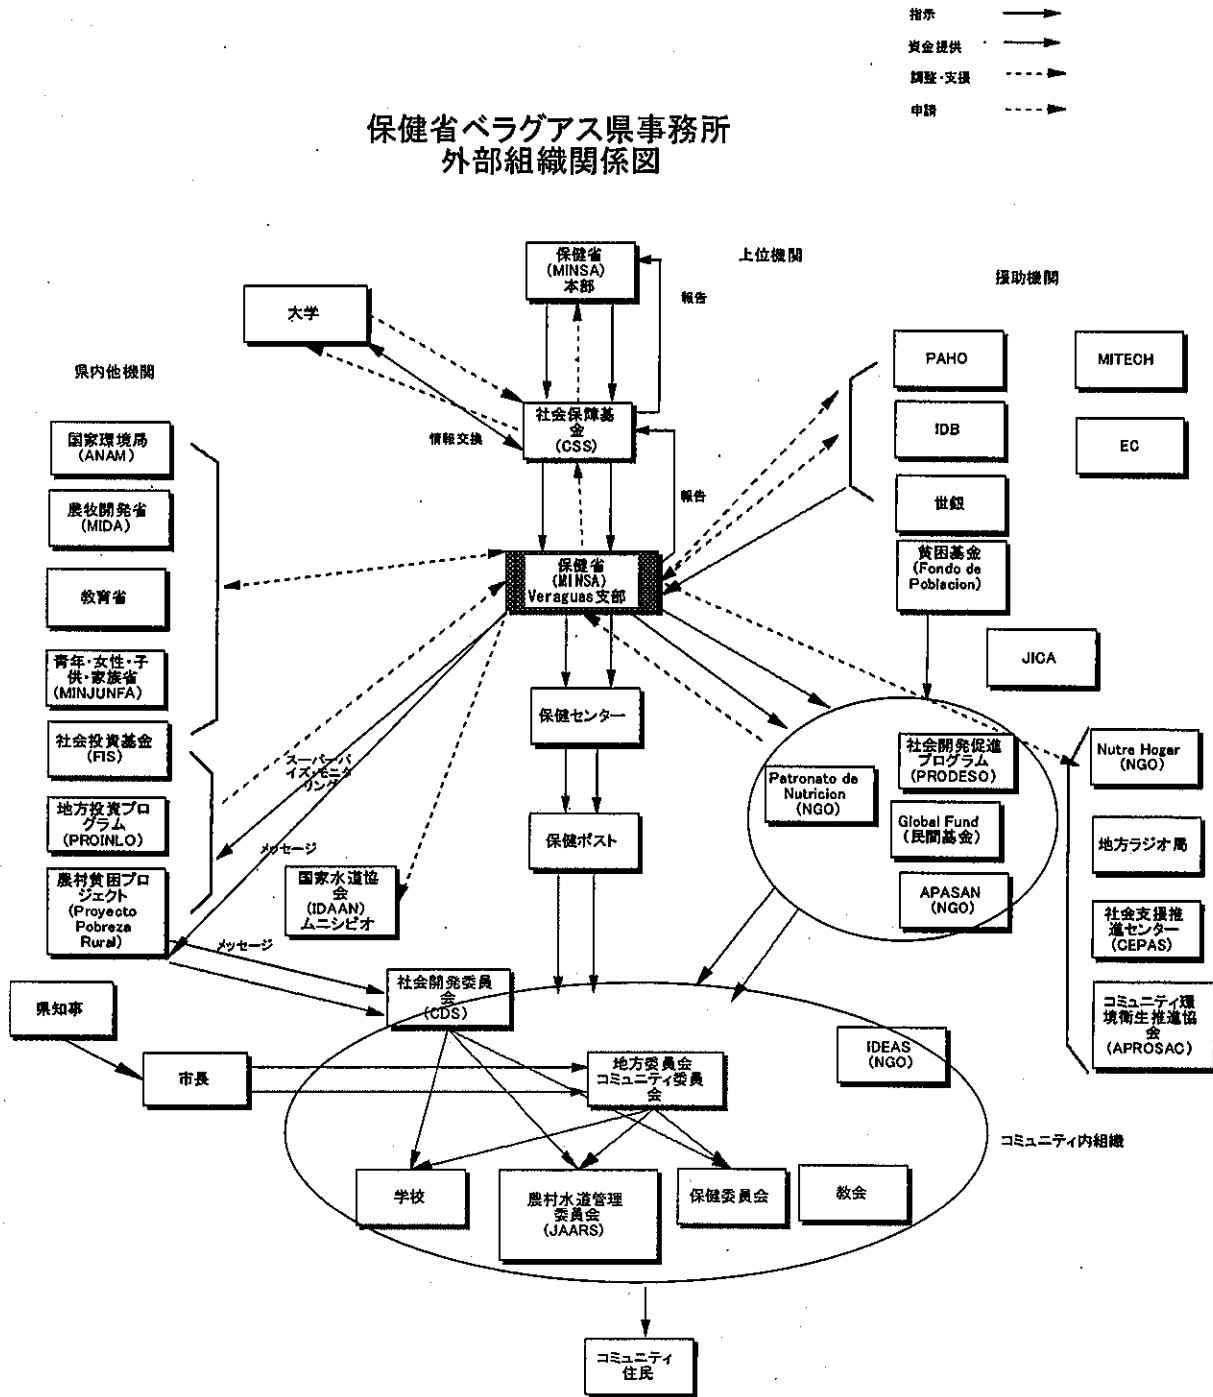 指示
資金提供
調整・支援
申請
保健省ベラグアス県事務所
外部組織関係図
保健省
(MINSA)
本部
上位機関
援助機関
報告
大学
県内他機関
PAHO
MITECH
社会保障基
金
(CSS)
情報交換
IDB
EC
国家環境局
(ANAM)
農牧開発省
(MIDA)
報告
世銀
保健省
(MINSA)
Veraguas支部
貧困基金
(Fondo de
Poblacion)
教育省
青年・女性・子
供・家族省
(MINJUNFA)
JICA
保健センター
社会投資基金
(FIS)
スーパーバ
イズ・モニタ
リング
社会開発促進
プログラム
(PRODESO)
Nutre Hogar
(NGO)
Patronato de
Nutricion
(NGO)
地方投資プロ
グラム
(PROINLO)
Global Fund
(民間基金)
保健ポスト
地方ラジオ局
メッセージ
農村貧困プロ
ジェクト
(Proyecto
Pobreza
Rural)
国家水道協
会
(IDAAN)
ムニシピオ
APASAN
(NGO)
社会支援推
進センター
(CEPAS)
メッセージ
社会開発委員
会
(CDS)
県知事
コミュニティ環
境衛生推進協
会
(APROSAC)
IDEAS
(NGO)
市長
地方委員会
コミュニティ委員
会
コミュニティ内組織
学校
農村水道管理
委員会
(JAARS)
保健委員会
教会
コミュニティ
住民